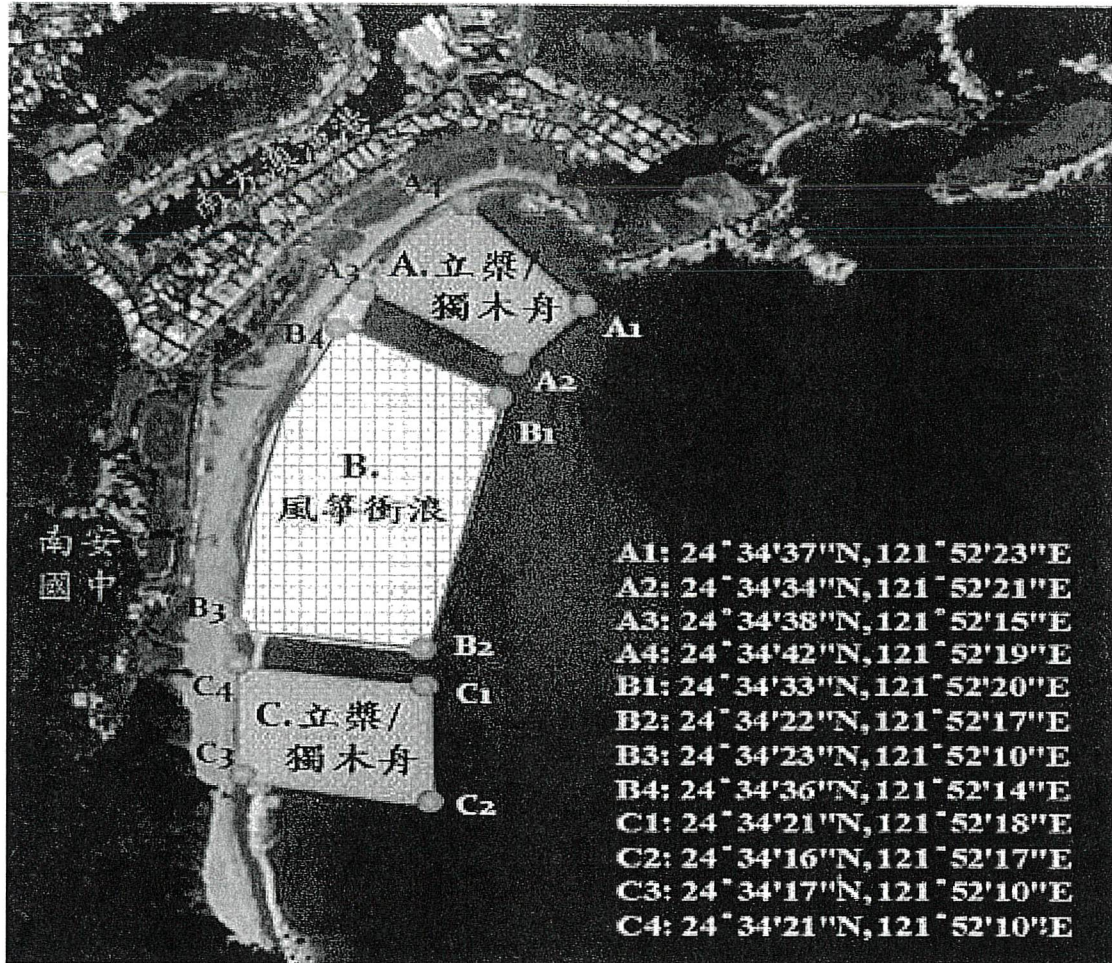 南方澳漁港
A4
A.立槳/
獨木舟
A3
A1
B4
A2
B1
B.
風箏衝浪
南安
國中
B3
B2
C4
C1
C.立槳/
獨木舟
C3
C2
A1: 24°34'37"N, 121°52'23"E
A2: 24°34'34"N, 121°52'21"E
A3: 24°34'38"N, 121°52'15"E
A4: 24°34'42"N, 121°52'19"E
B1: 24°34'33"N, 121°52'20"E
B2: 24°34'22"N, 121°52'17"E
B3: 24°34'23"N, 121°52'10"E
B4: 24°34'36"N, 121°52'14"E
C1: 24°34'21"N, 121°52'18"E
C2: 24°34'16"N, 121°52'17"E
C3: 24°34'17"N, 121°52'10"E
C4: 24°34'21"N, 121°52'10"E